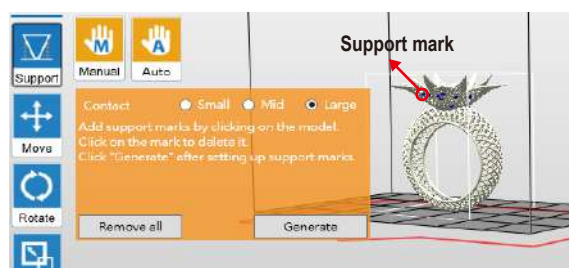 Support
Manual
Auto
Support mark
Contact Small Mid Large
Add support marks by clicking on the model.
Click on the mark to delete it.
Click "Generate" after setting up support marks.
Move
Rotate
Remove all
Generate